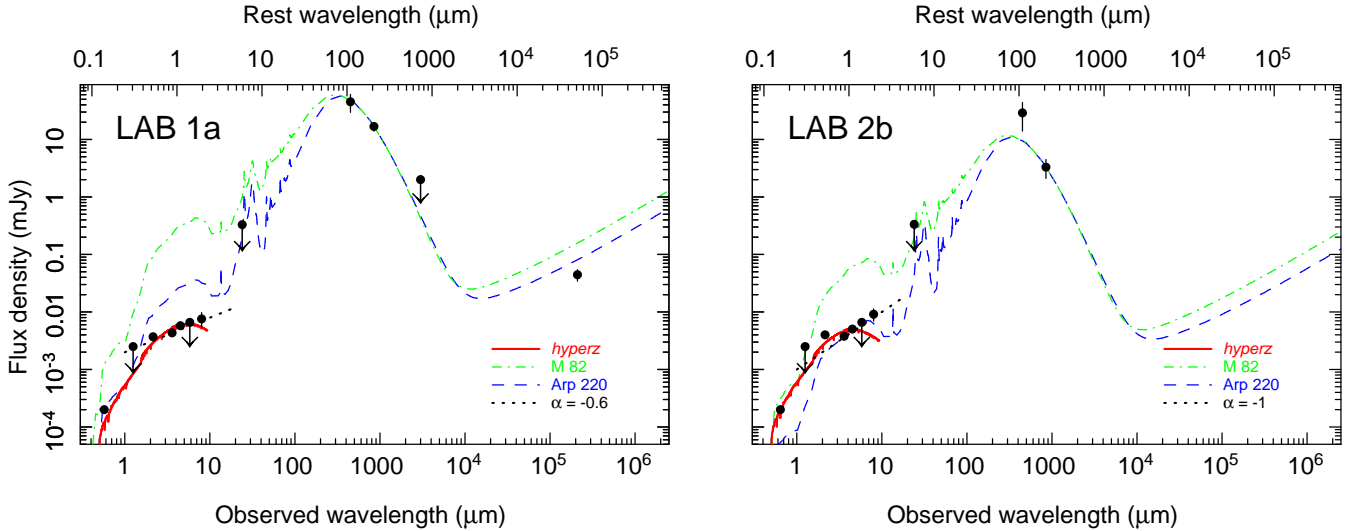 Rest wavelength (μm)
0.1 1 10 100 1000 10⁴ 10⁵
LAB 1a
Flux density (mJy)
10
1
0.1
0.01
10⁻³
10⁻⁴
hyperz
M 82
Arp 220
α = -0.6
1 10 100 1000 10⁴ 10⁵ 10⁶
Observed wavelength (μm)
Rest wavelength (μm)
0.1 1 10 100 1000 10⁴ 10⁵
LAB 2b
10
1
0.1
0.01
10⁻³
10⁻⁴
hyperz
M 82
Arp 220
α = -1
1 10 100 1000 10⁴ 10⁵ 10⁶
Observed wavelength (μm)